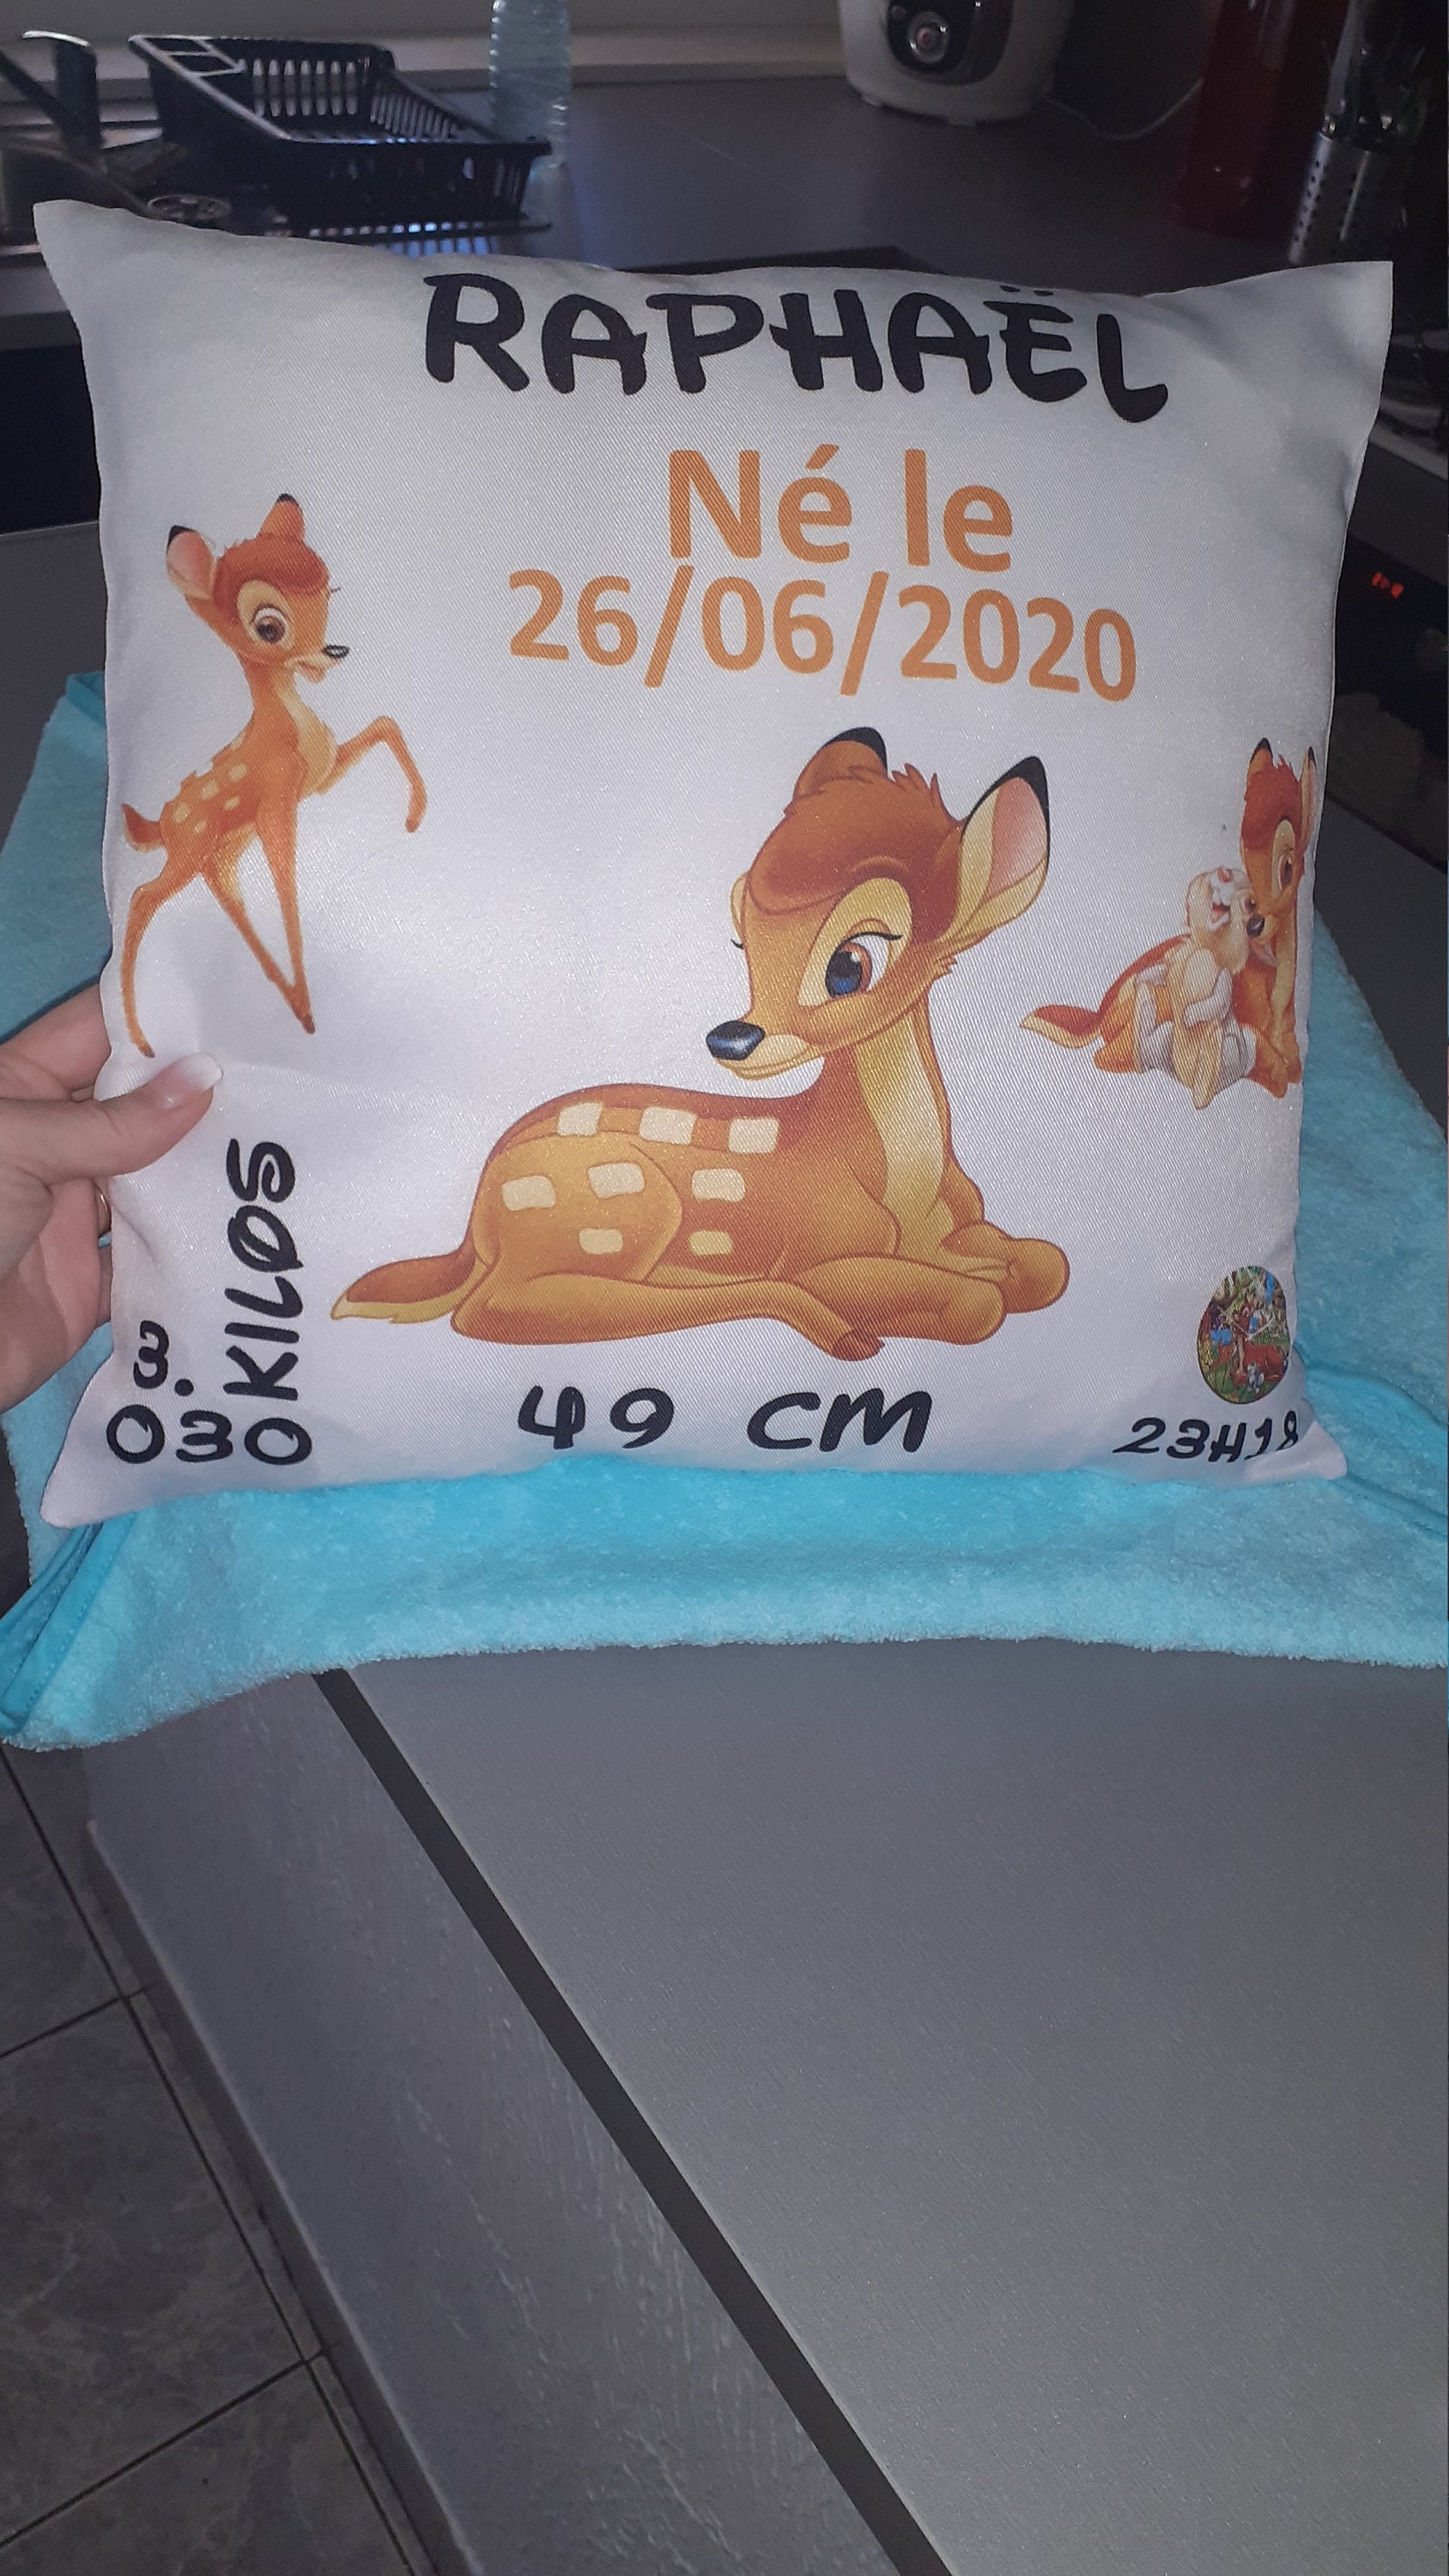 RAPHAËL
Né le
26/06/2020
3.
030
KILOS
49 CM
23H18